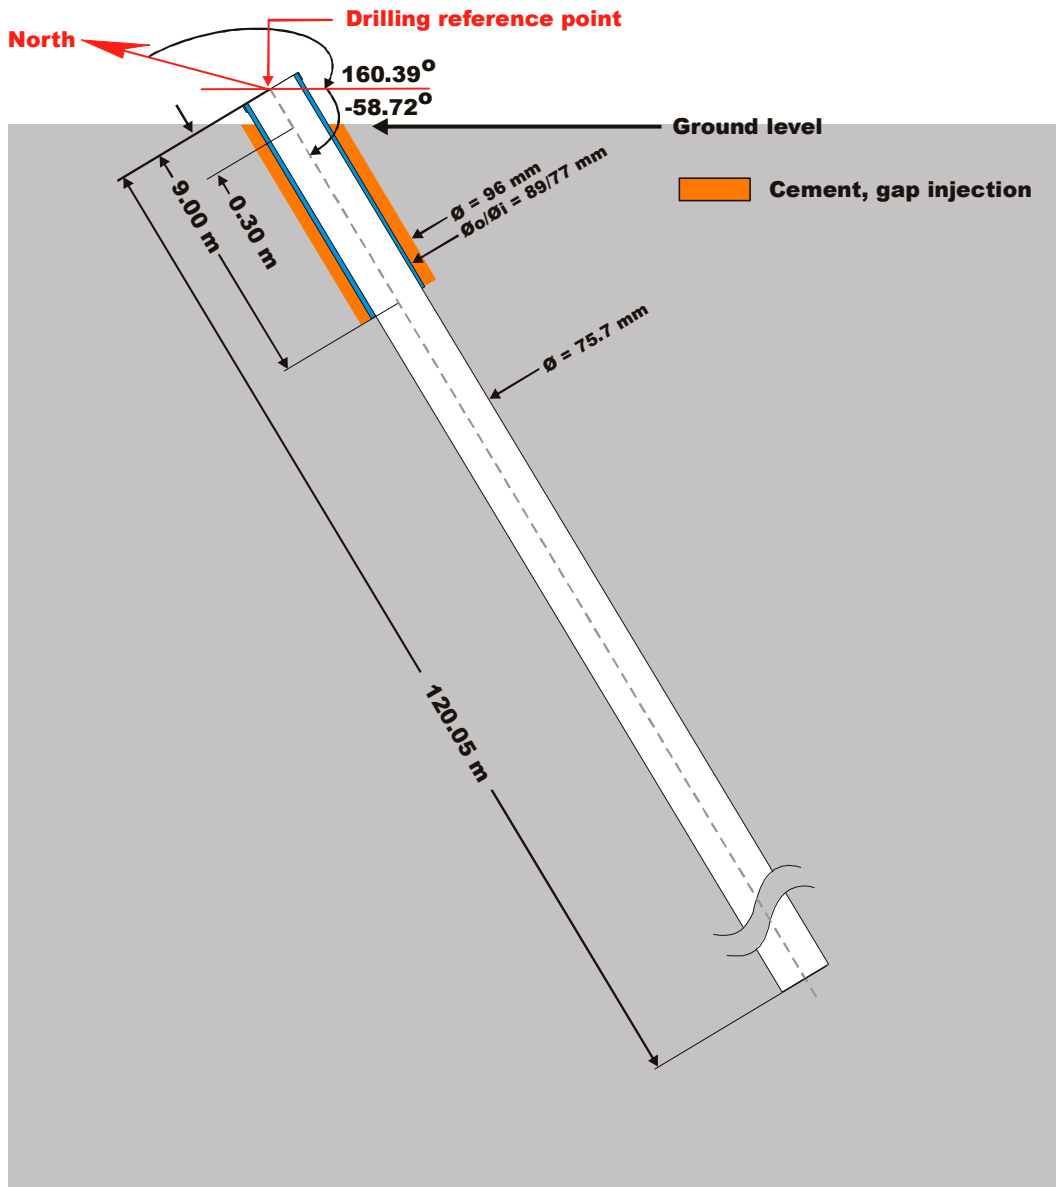 Drilling reference point
North
160.39°
-58.72°
Ground level
Ø = 96 mm
Øo/Øi = 89/77 mm
Cement, gap injection
9.00 m
0.30 m
Ø = 75.7 mm
120.05 m